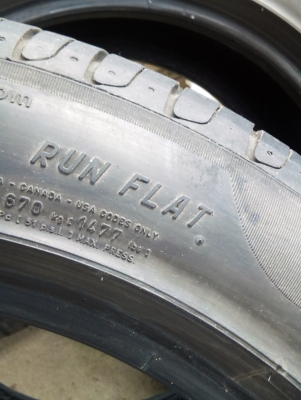 RUN FLAT
- CANADA - USA CODES ONLY
670 kg (1477 lbs)
MAX. PRESS.